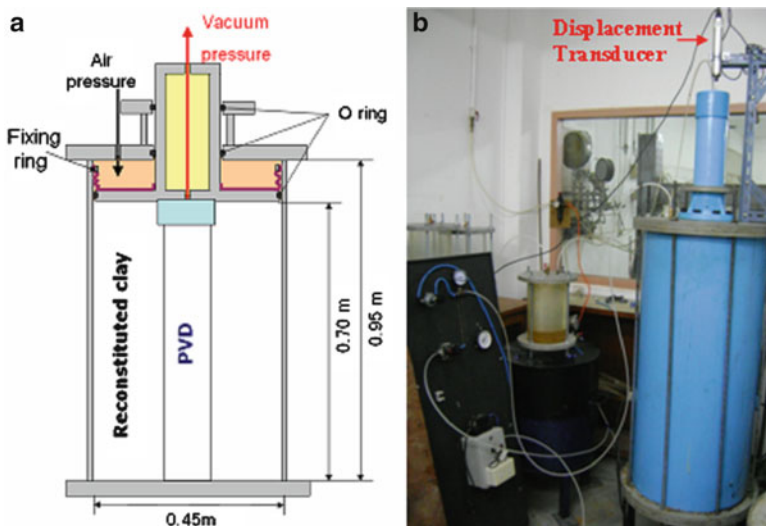 a
Vacuum
pressure
Air
pressure
O ring
Fixing
ring
Reconstituted clay
PVD
0.70 m
0.95 m
0.45m
b
Displacement
Transducer